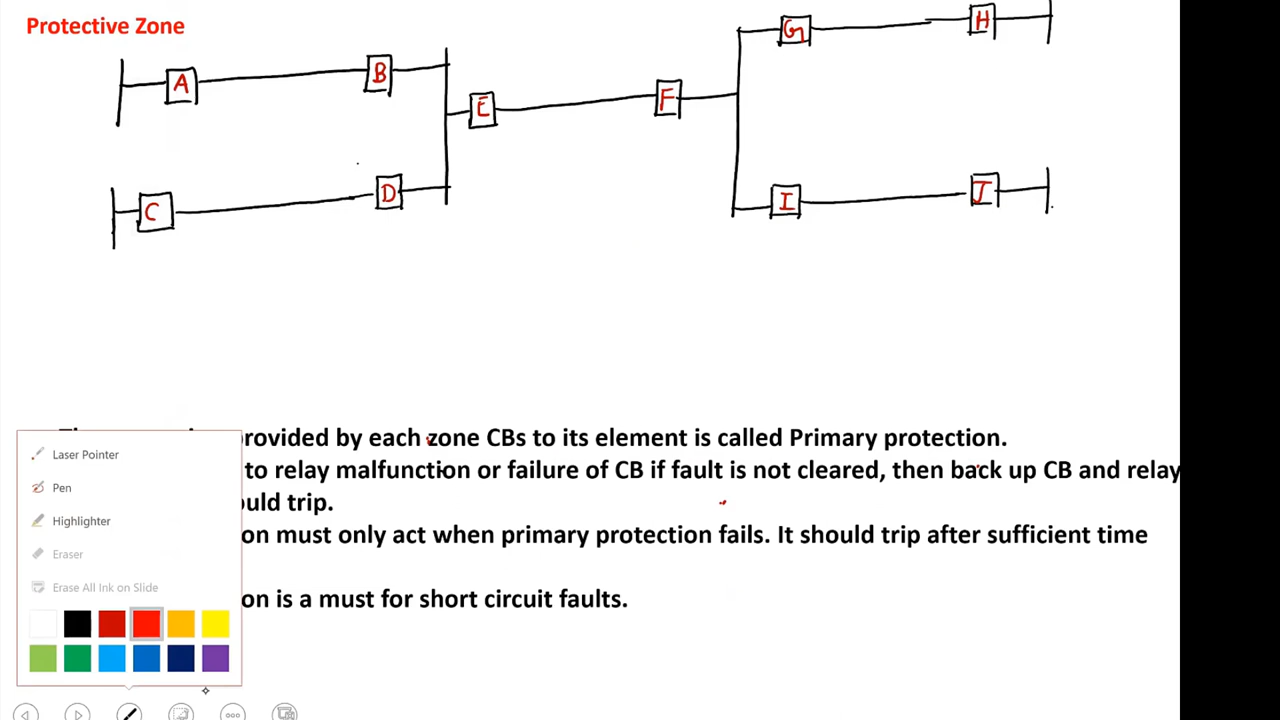 Protective Zone
G H
A B
E F
C D I J
provided by each zone CBs to its element is called Primary protection.
to relay malfunction or failure of CB if fault is not cleared, then back up CB and relay
ould trip.
on must only act when primary protection fails. It should trip after sufficient time
on is a must for short circuit faults.
Laser Pointer
Pen
Highlighter
Eraser
Erase All Ink on Slide